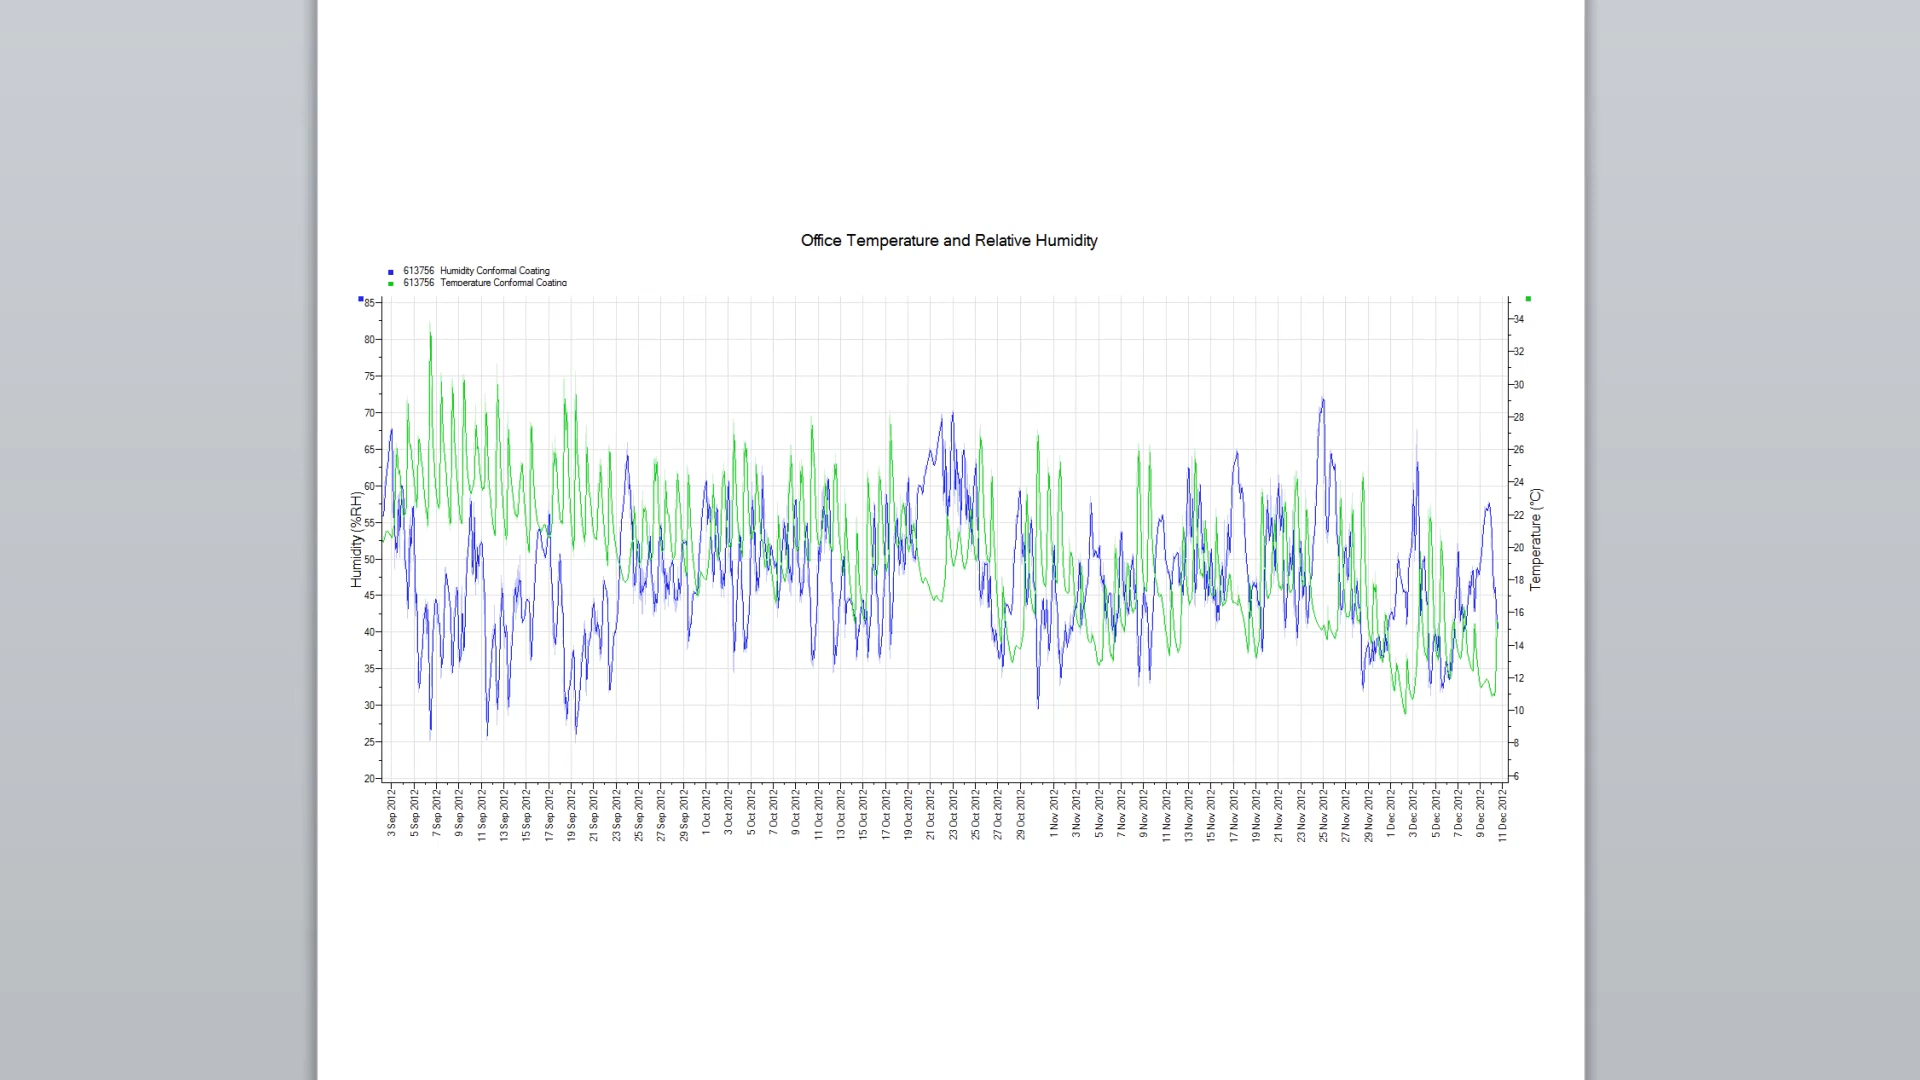 Office Temperature and Relative Humidity
613756 Humidity Conformal Coating
613756 Temperature Conformal Coating
85
80
75
70
65
60
55
50
45
40
35
30
25
20
Humidity (%RH)
34
32
30
28
26
24
22
20
18
16
14
12
10
8
6
Temperature (°C)
3 Sep 2012
5 Sep 2012
7 Sep 2012
9 Sep 2012
11 Sep 2012
13 Sep 2012
15 Sep 2012
17 Sep 2012
19 Sep 2012
21 Sep 2012
23 Sep 2012
25 Sep 2012
27 Sep 2012
29 Sep 2012
1 Oct 2012
3 Oct 2012
5 Oct 2012
7 Oct 2012
9 Oct 2012
11 Oct 2012
13 Oct 2012
15 Oct 2012
17 Oct 2012
19 Oct 2012
21 Oct 2012
23 Oct 2012
25 Oct 2012
27 Oct 2012
29 Oct 2012
1 Nov 2012
3 Nov 2012
5 Nov 2012
7 Nov 2012
9 Nov 2012
11 Nov 2012
13 Nov 2012
15 Nov 2012
17 Nov 2012
19 Nov 2012
21 Nov 2012
23 Nov 2012
25 Nov 2012
27 Nov 2012
29 Nov 2012
1 Dec 2012
3 Dec 2012
5 Dec 2012
7 Dec 2012
9 Dec 2012
11 Dec 2012